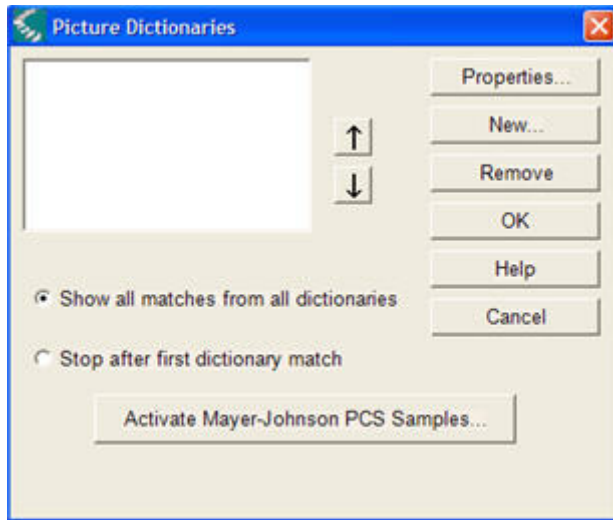 Picture Dictionaries
Properties...
New...
Remove
OK
Help
Cancel
Show all matches from all dictionaries
Stop after first dictionary match
Activate Mayer-Johnson PCS Samples...